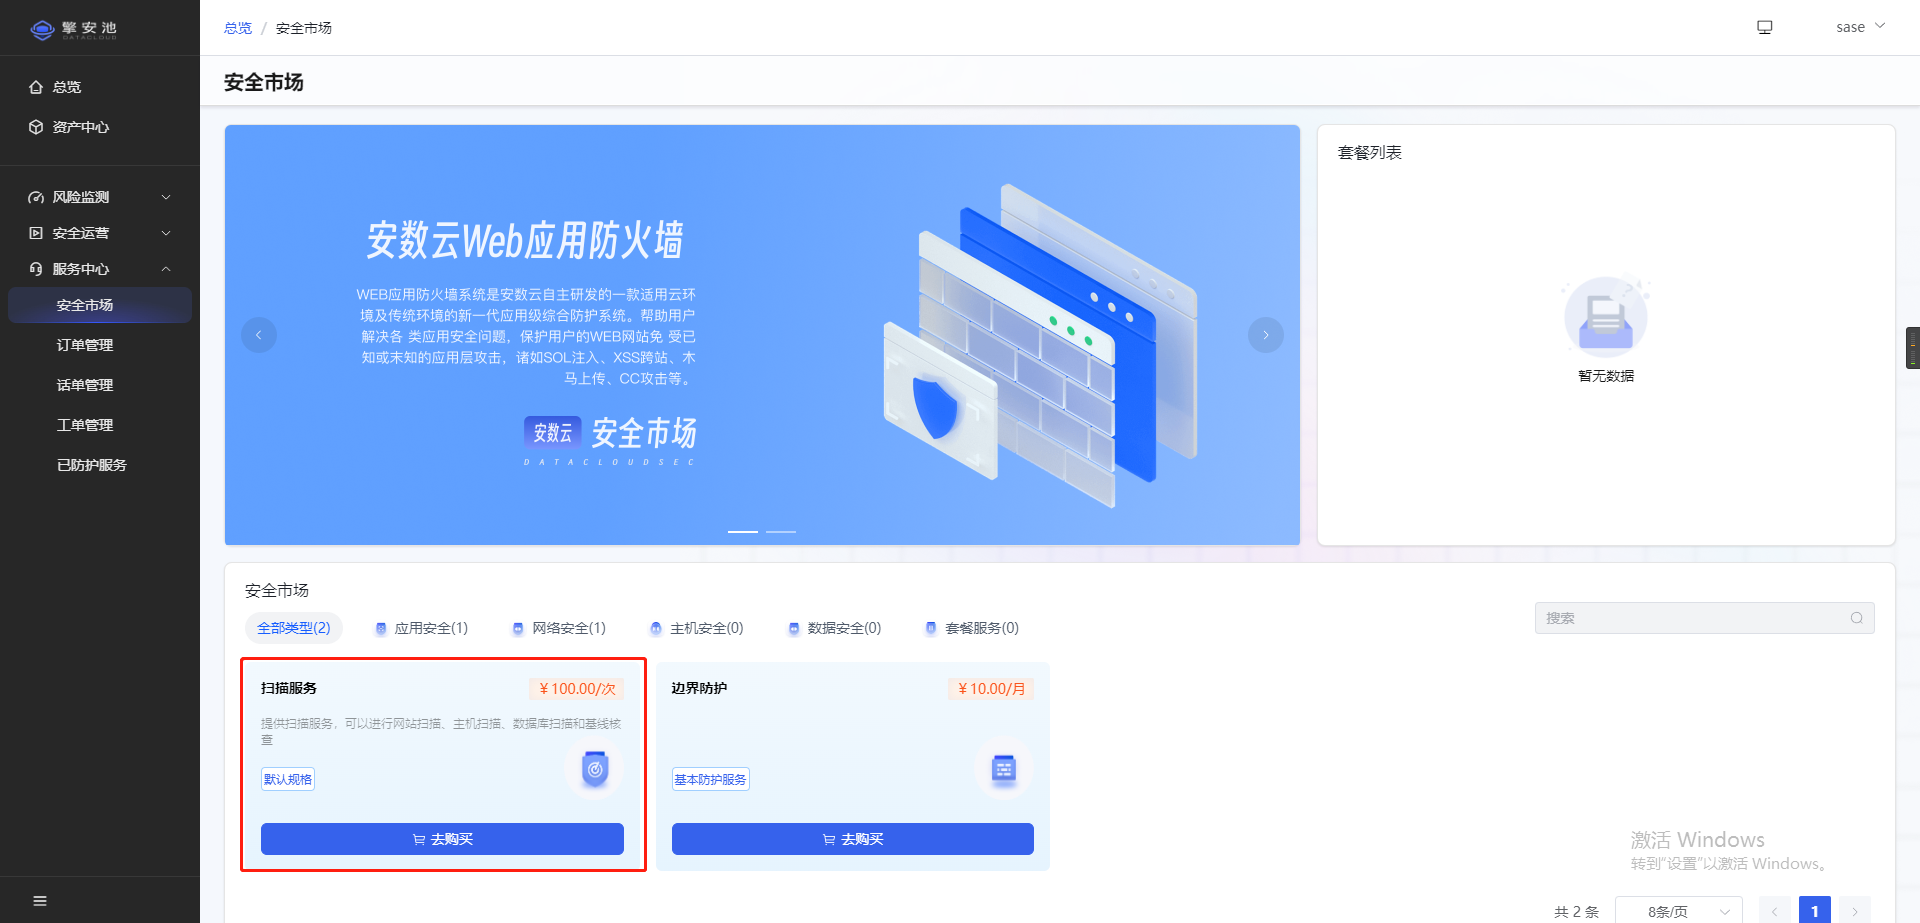 擎安池
DATACLOUD
总览 / 安全市场
sase
总览
资产中心
风险监测
安全运营
服务中心
安全市场
订单管理
话单管理
工单管理
已防护服务
安全市场
安数云Web应用防火墙
WEB应用防火墙系统是安数云自主研发的一款适用云环
境及传统环境的新一代应用级综合防护系统。帮助用户
解决各 类应用安全问题，保护用户的WEB网站免 受已
知或未知的应用层攻击，诸如SOL注入、XSS跨站、木
马上传、CC攻击等。
安数云 安全市场
DATACLOUDSEC
套餐列表
暂无数据
安全市场
全部类型(2) 应用安全(1) 网络安全(1) 主机安全(0) 数据安全(0) 套餐服务(0)
搜索
扫描服务 ¥100.00/次
提供扫描服务，可以进行网站扫描、主机扫描、数据库扫描和基线核
查
默认规格
去购买
边界防护 ¥10.00/月
基本防护服务
去购买
激活 Windows
转到"设置"以激活 Windows。
共 2 条 8条/页 1